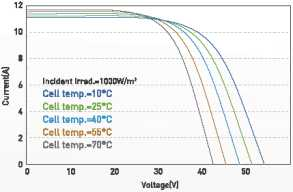 12
10
8
6
4
2
0
Current(A)
Incident Irrad.=1000W/m²
Cell temp.=10°C
Cell temp.=25°C
Cell temp.=40°C
Cell temp.=55°C
Cell temp.=70°C
0 10 20 30 40 50
Voltage(V)